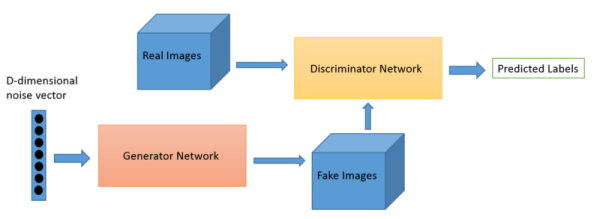 Real Images
Discriminator Network
Predicted Labels
D-dimensional
noise vector
Generator Network
Fake Images